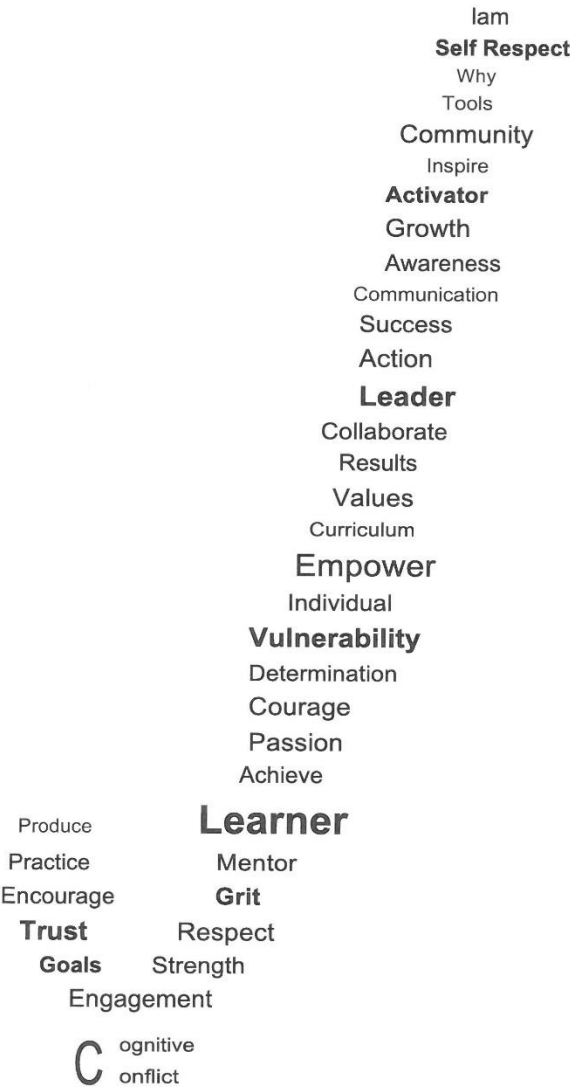 Iam
Self Respect
Why
Tools
Community
Inspire
Activator
Growth
Awareness
Communication
Success
Action
Leader
Collaborate
Results
Values
Curriculum
Empower
Individual
Vulnerability
Determination
Courage
Passion
Achieve
Produce Learner
Practice Mentor
Encourage Grit
Trust Respect
Goals Strength
Engagement
C ognitive
onflict